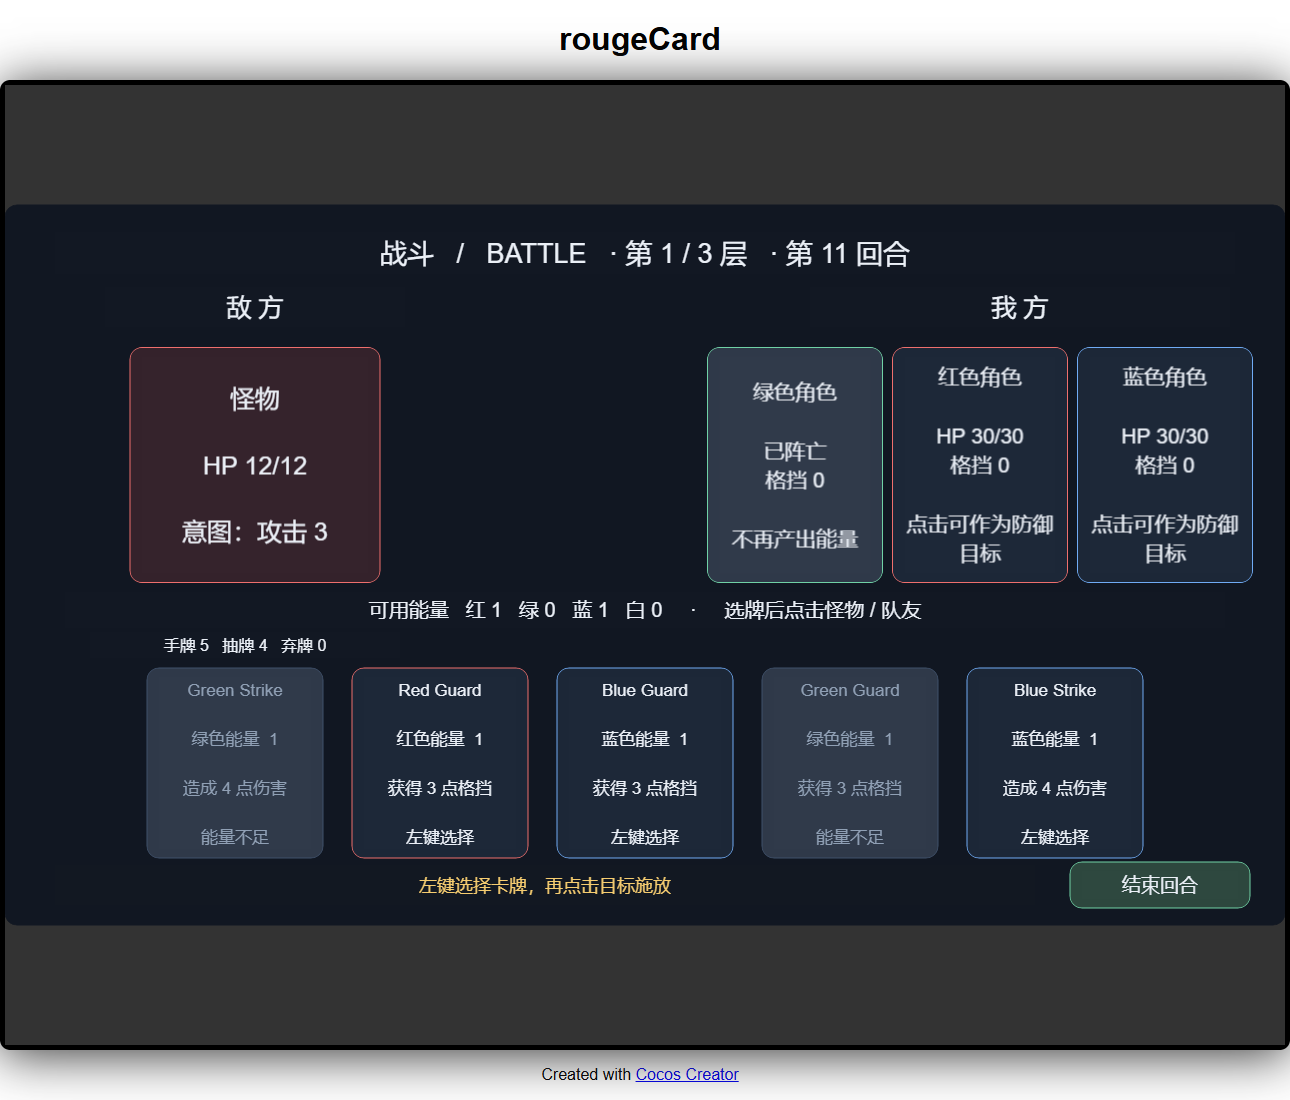 rougeCard
战斗 / BATTLE · 第 1 / 3 层 · 第 11 回合
敌 方
我 方
怪物
HP 12/12
意图：攻击 3
绿色角色
已阵亡
格挡 0
不再产出能量
红色角色
HP 30/30
格挡 0
点击可作为防御
目标
蓝色角色
HP 30/30
格挡 0
点击可作为防御
目标
可用能量 红 1 绿 0 蓝 1 白 0 · 选牌后点击怪物 / 队友
手牌 5 抽牌 4 弃牌 0
Green Strike
绿色能量 1
造成 4 点伤害
能量不足
Red Guard
红色能量 1
获得 3 点格挡
左键选择
Blue Guard
蓝色能量 1
获得 3 点格挡
左键选择
Green Guard
绿色能量 1
获得 3 点格挡
能量不足
Blue Strike
蓝色能量 1
造成 4 点伤害
左键选择
左键选择卡牌，再点击目标施放
结束回合
Created with Cocos Creator